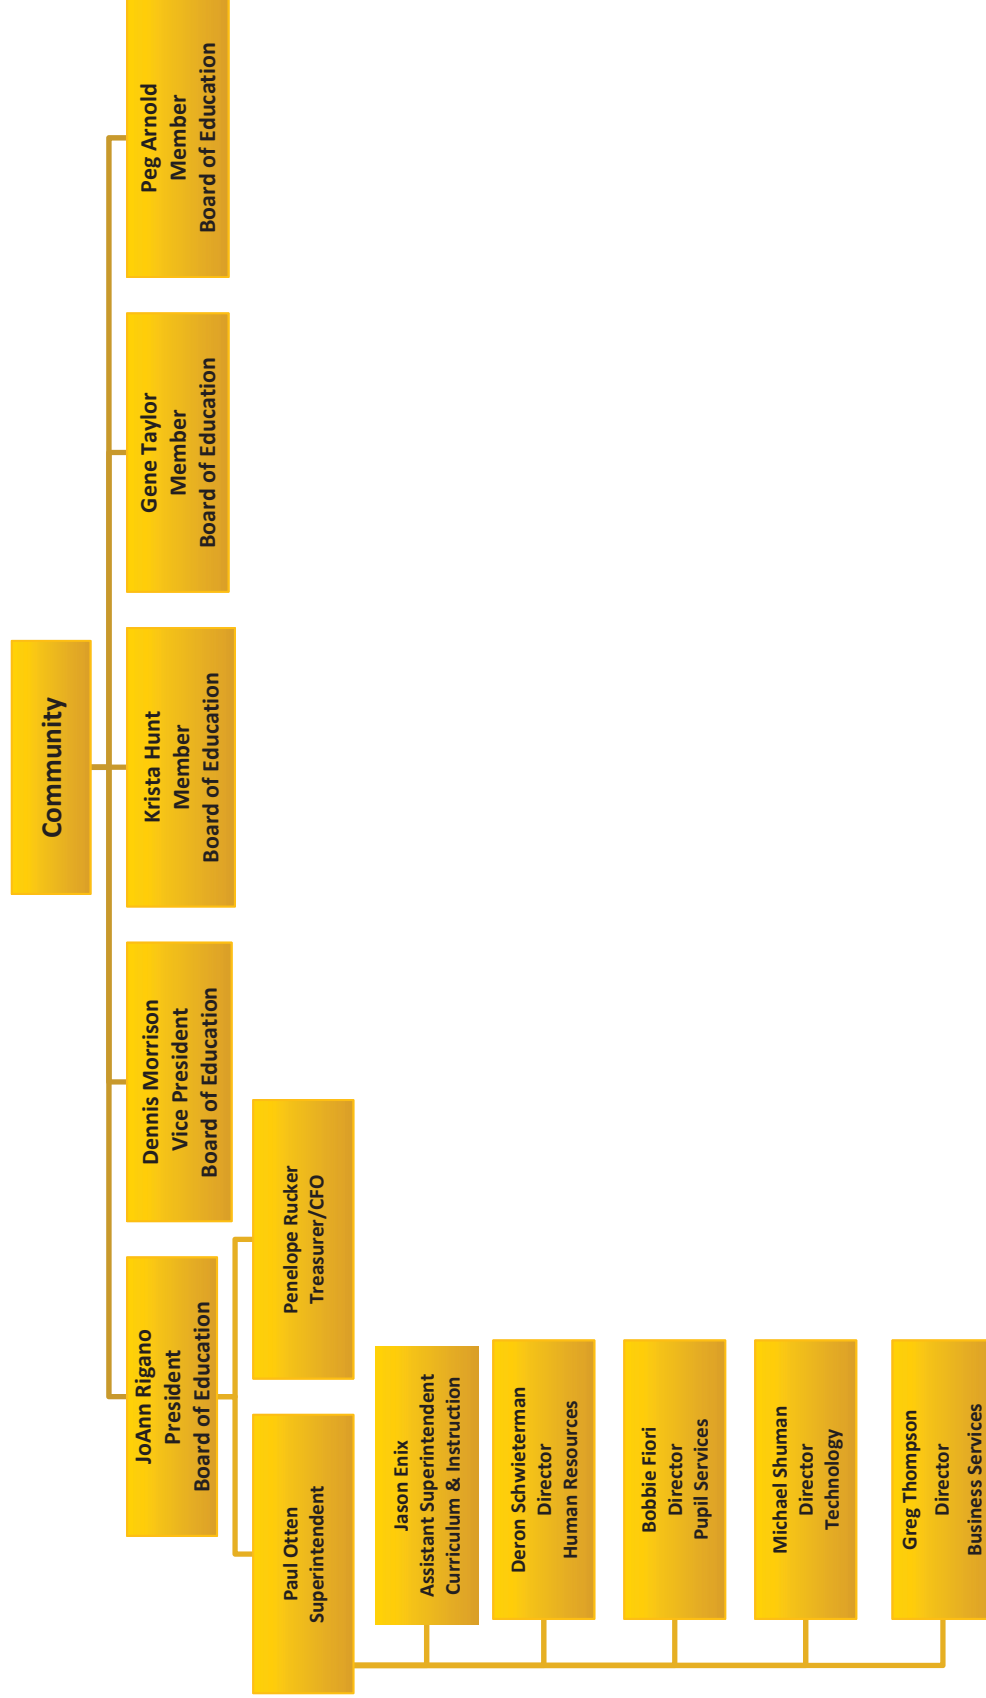 Community
JoAnn Rigano
President
Board of Education
Dennis Morrison
Vice President
Board of Education
Krista Hunt
Member
Board of Education
Gene Taylor
Member
Board of Education
Peg Arnold
Member
Board of Education
Paul Otten
Superintendent
Penelope Rucker
Treasurer/CFO
Jason Enix
Assistant Superintendent
Curriculum & Instruction
Deron Schwieterman
Director
Human Resources
Bobbie Fiori
Director
Pupil Services
Michael Shuman
Director
Technology
Greg Thompson
Director
Business Services